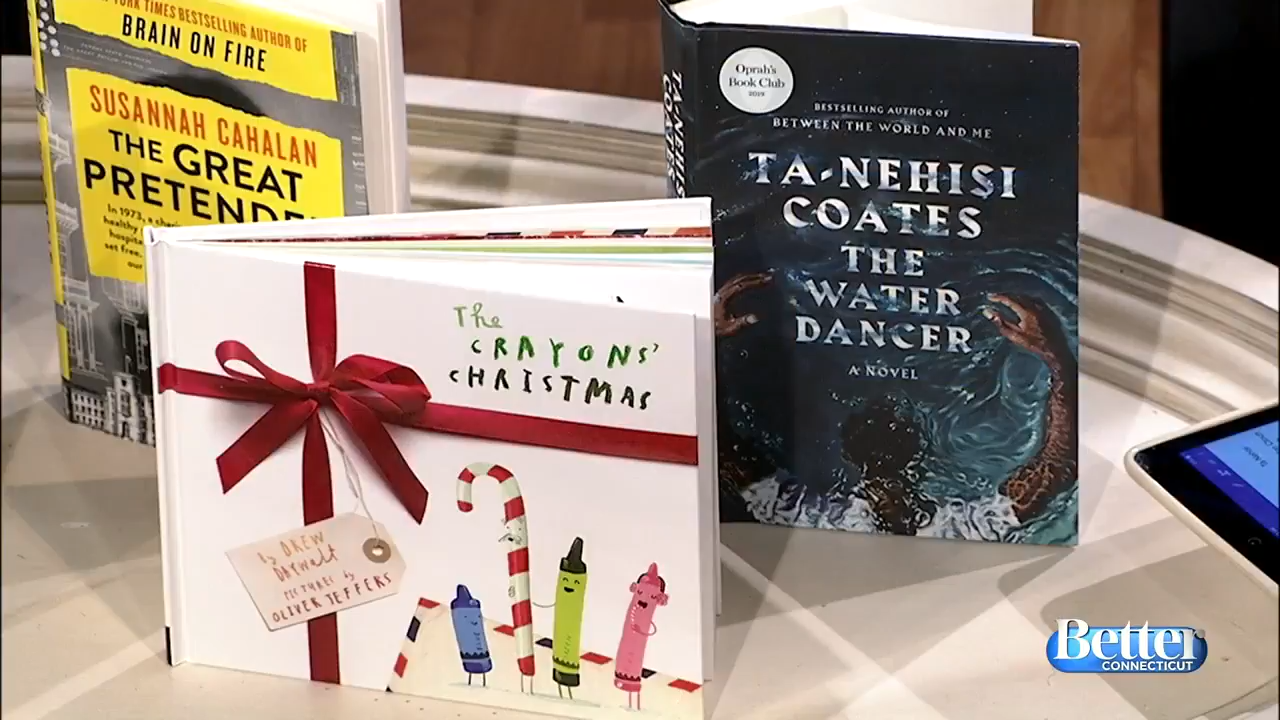 NEW YORK TIMES BESTSELLING AUTHOR OF
BRAIN ON FIRE
SUSANNAH CAHALAN
THE GREAT
PRETENDE
In 1973, a
healthy
hospita
set free.
our
TA-NEHISI
COATES
Oprah's
Book Club
2019
BESTSELLING AUTHOR OF
BETWEEN THE WORLD AND ME
TA-NEHISI
COATES
THE
WATER
DANCER
A NOVEL
The
CRAYONS'
CHRISTMAS
by DREW
DAYWALT
PICTURES by
OLIVER JEFFERS
Better
CONNECTICUT